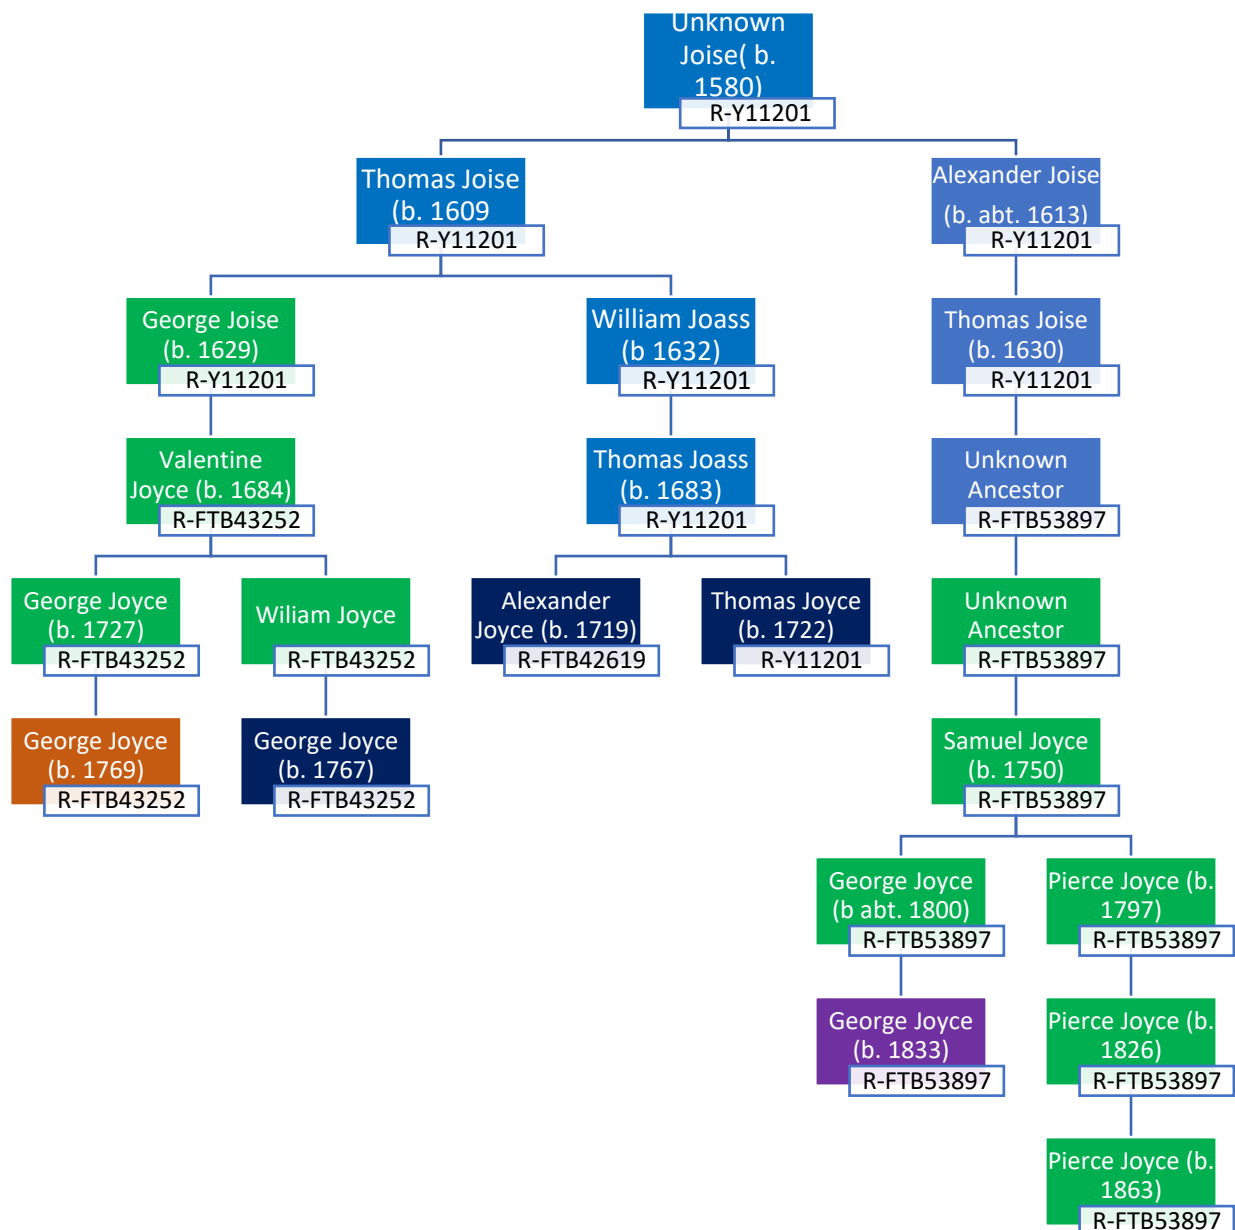 Unknown
Joise( b.
1580)
R-Y11201
Thomas Joise
(b. 1609
R-Y11201
Alexander Joise
(b. abt. 1613)
R-Y11201
George Joise
(b. 1629)
R-Y11201
William Joass
(b 1632)
R-Y11201
Thomas Joise
(b. 1630)
R-Y11201
Valentine
Joyce (b. 1684)
R-FTB43252
Thomas Joass
(b. 1683)
R-Y11201
Unknown
Ancestor
R-FTB53897
George Joyce
(b. 1727)
R-FTB43252
Wiliam Joyce
R-FTB43252
Alexander
Joyce (b. 1719)
R-FTB42619
Thomas Joyce
(b. 1722)
R-Y11201
Unknown
Ancestor
R-FTB53897
George Joyce
(b. 1769)
R-FTB43252
George Joyce
(b. 1767)
R-FTB43252
Samuel Joyce
(b. 1750)
R-FTB53897
George Joyce
(b abt. 1800)
R-FTB53897
Pierce Joyce (b.
1797)
R-FTB53897
George Joyce
(b. 1833)
R-FTB53897
Pierce Joyce (b.
1826)
R-FTB53897
Pierce Joyce (b.
1863)
R-FTB53897